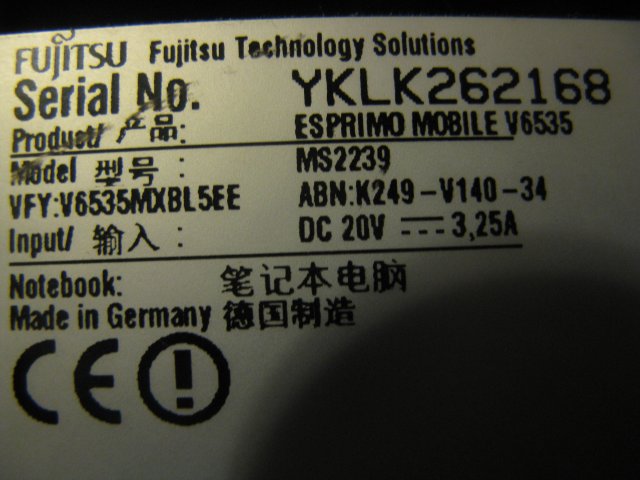 FUJITSU Fujitsu Technology Solutions
Serial No. YKLK262168
Product/ 产品: ESPRIMO MOBILE V6535
Model 型号: MS2239
VFY:V6535MXBL5EE ABN:K249-V140-34
Input/ 输入: DC 20V 3,25A
Notebook: 笔记本电脑
Made in Germany 德国制造
CE !